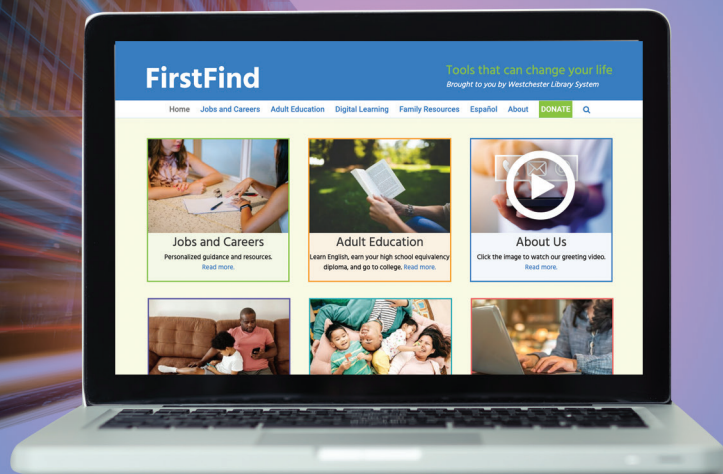 FirstFind
Tools that can change your life
Brought to you by Westchester Library System
Home Jobs and Careers Adult Education Digital Learning Family Resources Español About DONATE
Jobs and Careers
Personalized guidance and resources.
Read more.
Adult Education
Learn English, earn your high school equivalency
diploma, and go to college. Read more.
About Us
Click the image to watch our greeting video.
Read more.